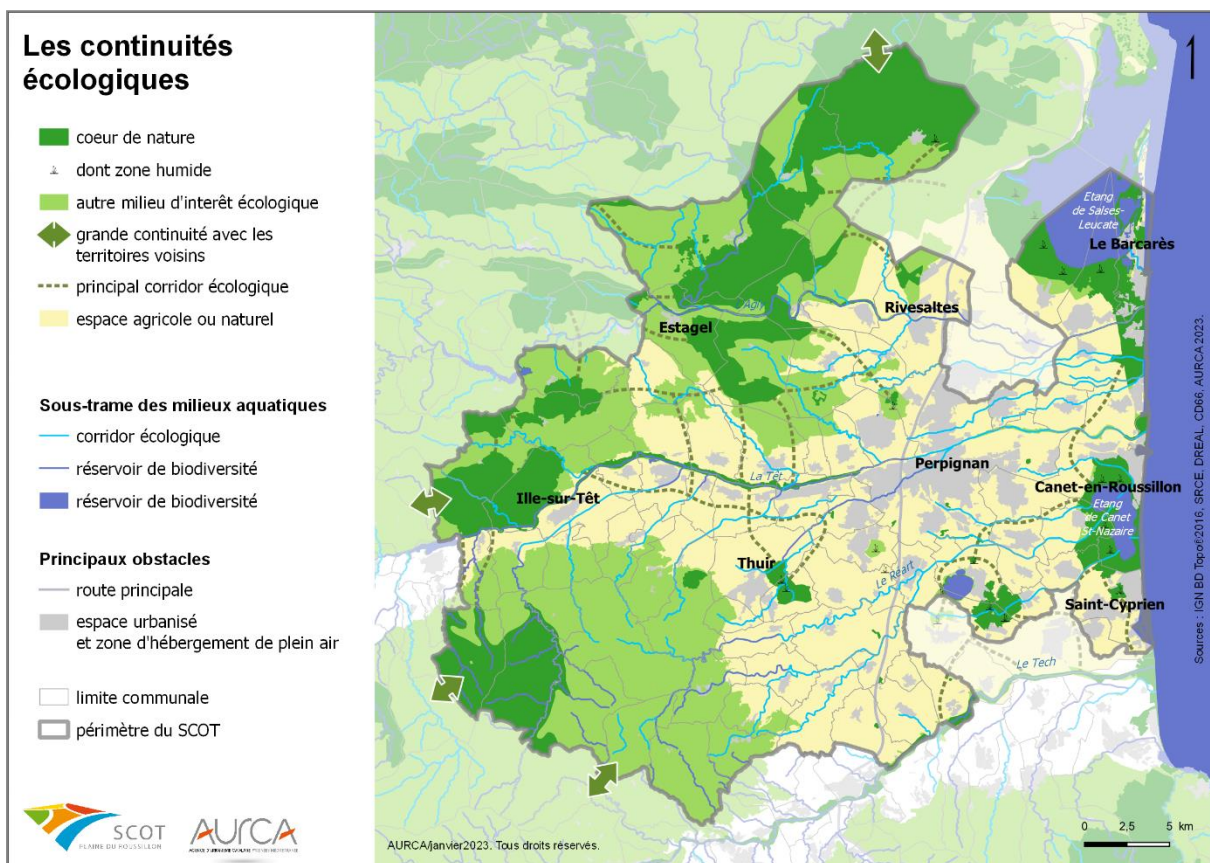 Les continuités
écologiques
coeur de nature
dont zone humide
autre milieu d'interêt écologique
grande continuité avec les
territoires voisins
principal corridor écologique
espace agricole ou naturel
Sous-trame des milieux aquatiques
corridor écologique
réservoir de biodiversité
réservoir de biodiversité
Principaux obstacles
route principale
espace urbanisé
et zone d'hébergement de plein air
limite communale
périmètre du SCOT
SCOT
PLAINE DU ROUSSILLON
AURCA
Etang
de Salses-
Leucate
Le Barcarès
Agly
Rivesaltes
Estagel
La Têt
Perpignan
Ille-sur-Têt
Canet-en-Roussillon
Etang
de Canet
St-Nazaire
Thuir
Le Réart
Saint-Cyprien
Le Tech
0 2,5 5 km
AURCA/janvier2023. Tous droits réservés.
Sources : IGN BD Topo®2016, SRCE, DREAL, CD66, AURCA 2023.